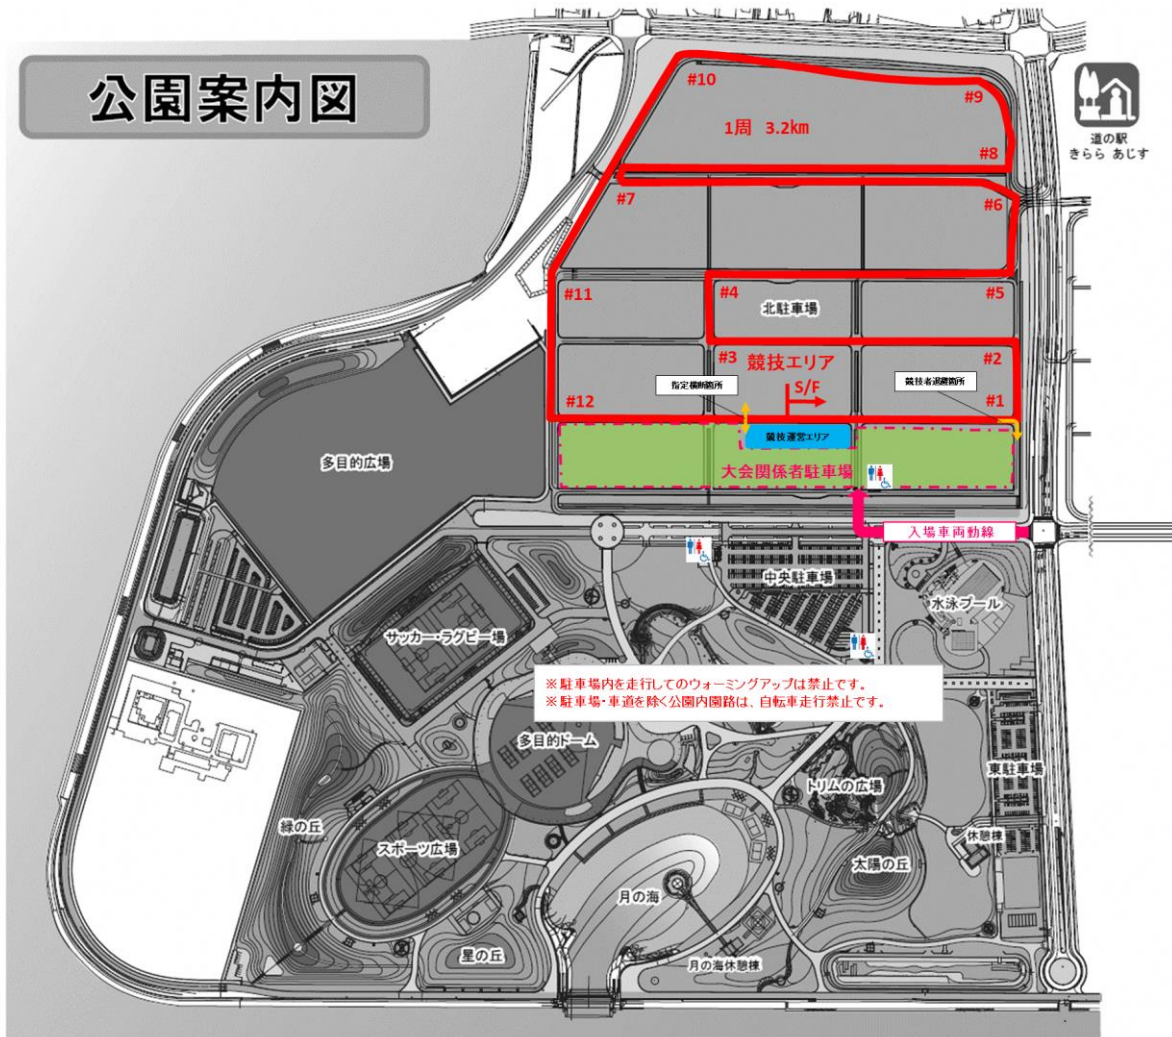 公園案内図
#10
#9
1周 3.2km
#8
道の駅
きらら あじす
#7
#6
#11
#4
北駐車場
#5
#3
競技エリア
#2
指定横断箇所
S/F
競技者退避箇所
#12
#1
競技運営エリア
多目的広場
大会関係者駐車場
入場車両動線
中央駐車場
水泳プール
サッカー・ラグビー場
※駐車場内を走行してのウォーミングアップは禁止です。
※駐車場・車道を除く公園内園路は、自転車走行禁止です。
多目的ドーム
東駐車場
トリムの広場
緑の丘
休憩棟
スポーツ広場
太陽の丘
月の海
星の丘
月の海休憩棟